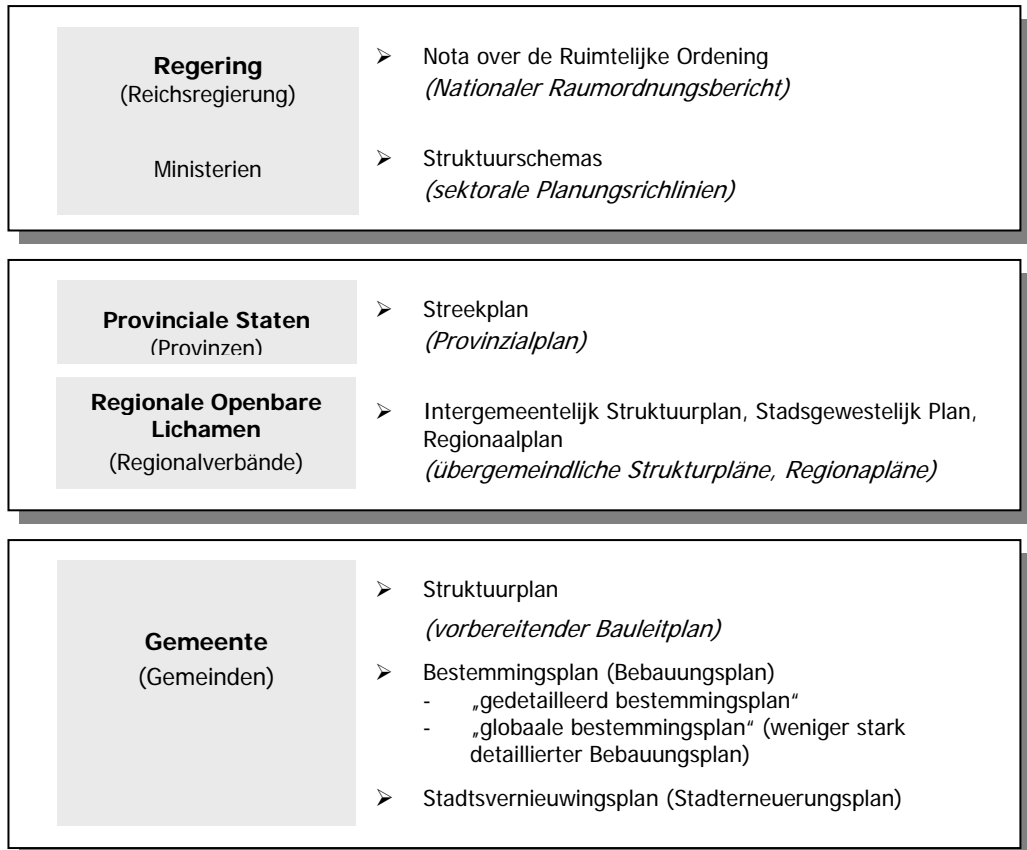 Regering
(Reichsregierung)
➢ Nota over de Ruimtelijke Ordening
(Nationaler Raumordnungsbericht)
Ministerien
➢ Struktuurschemas
(sektorale Planungsrichlinien)
Provinciale Staten
(Provinzen)
➢ Streekplan
(Provinzialplan)
Regionale Openbare
Lichamen
(Regionalverbände)
➢ Intergemeentelijk Struktuurplan, Stadsgewestelijk Plan,
Regionaalplan
(übergemeindliche Strukturpläne, Regionapläne)
Gemeente
(Gemeinden)
➢ Struktuurplan
(vorbereitender Bauleitplan)
➢ Bestemmingsplan (Bebauungsplan)
- „gedetailleerd bestemmingsplan“
- „globaale bestemmingsplan“ (weniger stark
detaillierter Bebauungsplan)
➢ Stadtsvernieuwingsplan (Stadterneuerungsplan)